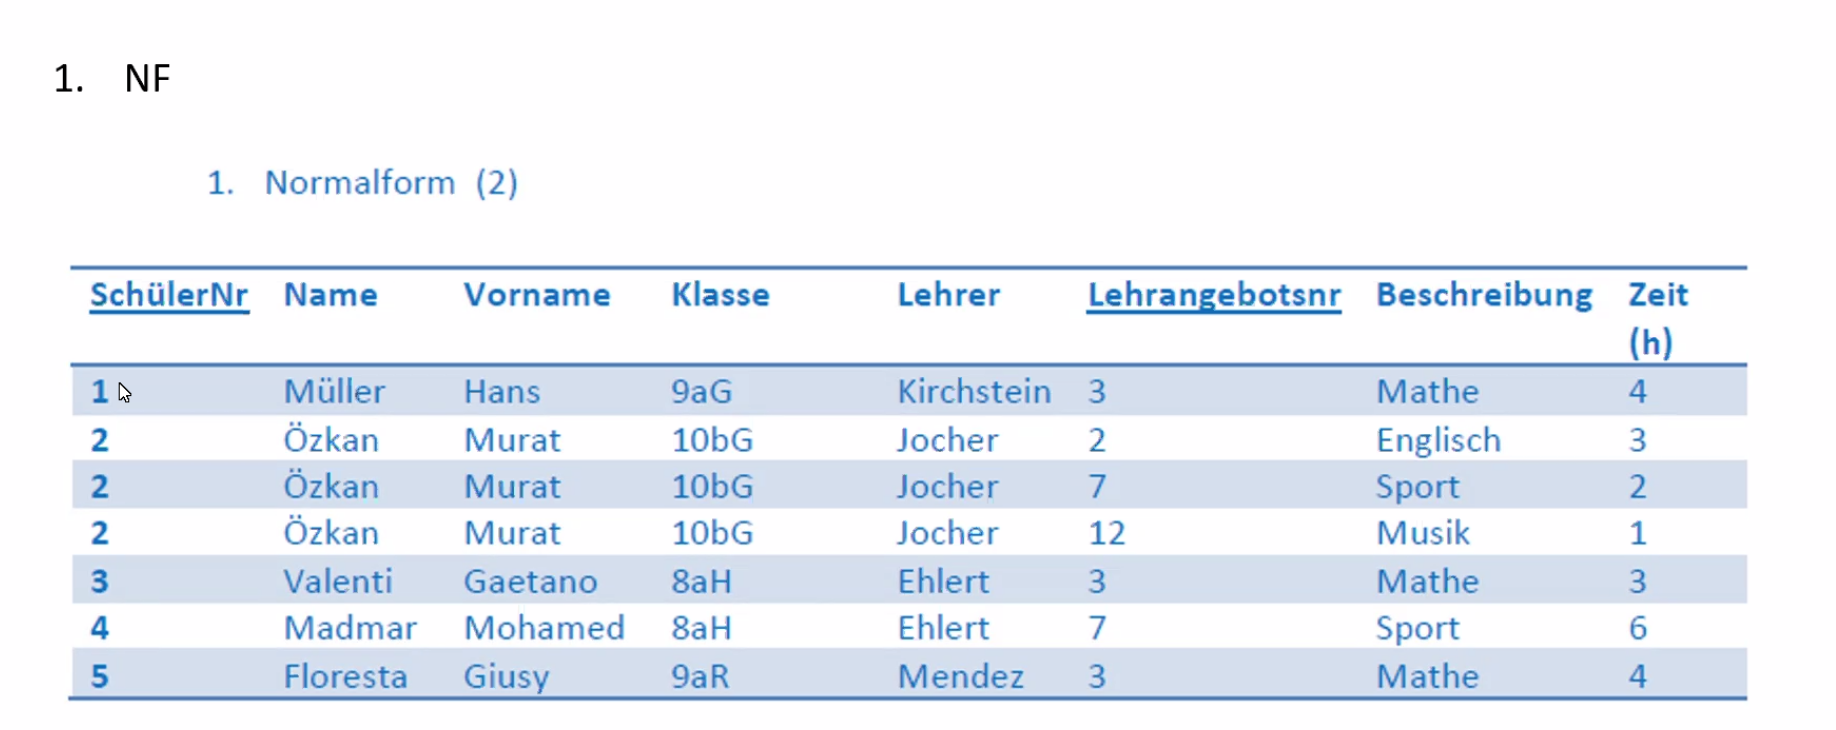 1. NF
1. Normalform (2)
SchülerNr Name Vorname Klasse Lehrer Lehrangebotsnr Beschreibung Zeit
(h)
1 Müller Hans 9aG Kirchstein 3 Mathe 4
2 Özkan Murat 10bG Jocher 2 Englisch 3
2 Özkan Murat 10bG Jocher 7 Sport 2
2 Özkan Murat 10bG Jocher 12 Musik 1
3 Valenti Gaetano 8aH Ehlert 3 Mathe 3
4 Madmar Mohamed 8aH Ehlert 7 Sport 6
5 Floresta Giusy 9aR Mendez 3 Mathe 4